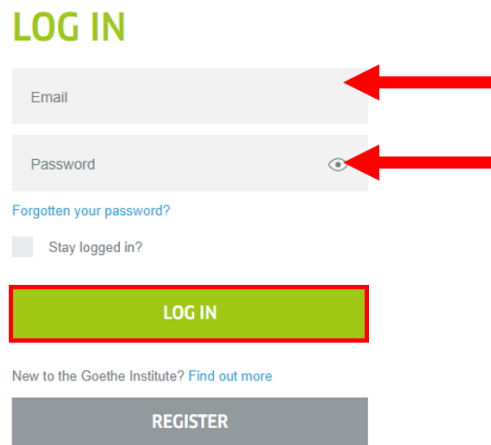 LOG IN
Email
Password
Forgotten your password?
Stay logged in?
LOG IN
New to the Goethe Institute? Find out more
REGISTER